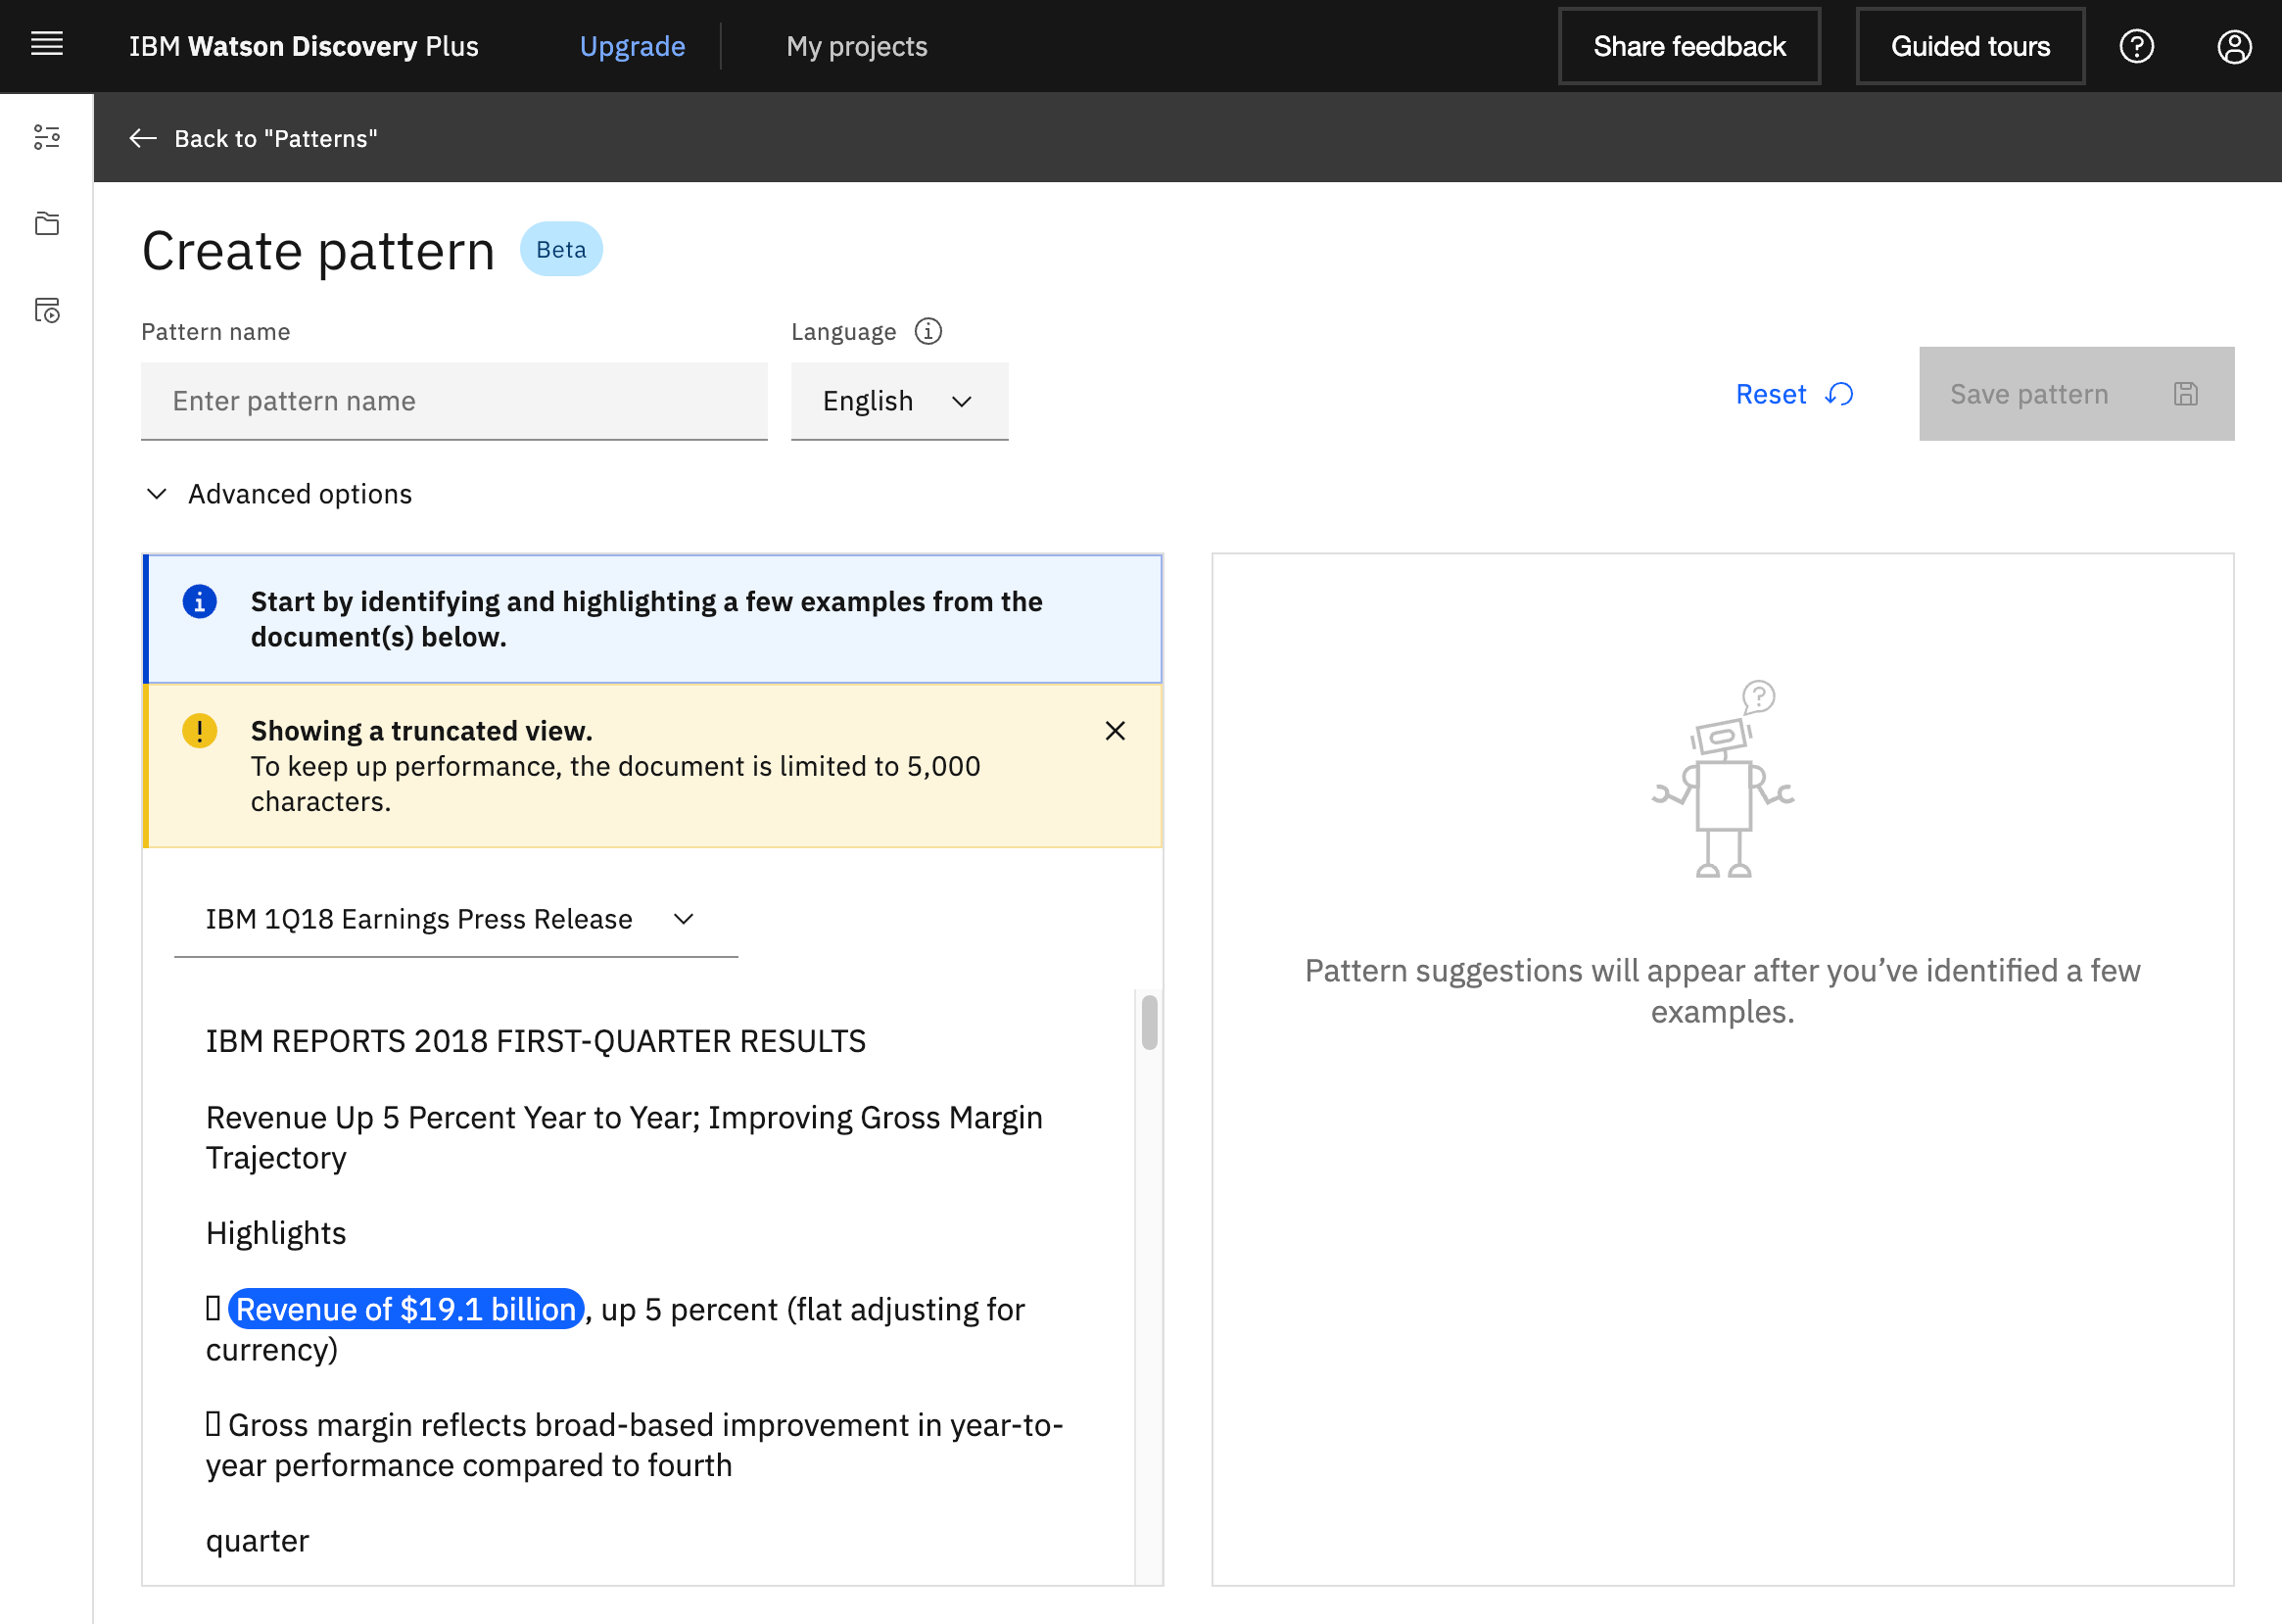 IBM Watson Discovery Plus
Upgrade
My projects
Share feedback
Guided tours
Back to "Patterns"
Create pattern
Beta
Pattern name
Language
Enter pattern name
English
Reset
Save pattern
Advanced options
Start by identifying and highlighting a few examples from the
document(s) below.
Showing a truncated view.
To keep up performance, the document is limited to 5,000
characters.
IBM 1Q18 Earnings Press Release
IBM REPORTS 2018 FIRST-QUARTER RESULTS
Revenue Up 5 Percent Year to Year; Improving Gross Margin
Trajectory
Highlights
Revenue of $19.1 billion, up 5 percent (flat adjusting for
currency)
Gross margin reflects broad-based improvement in year-to-
year performance compared to fourth
quarter
Pattern suggestions will appear after you’ve identified a few
examples.